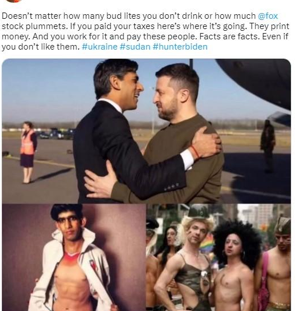 Doesn't matter how many bud lites you don't drink or how much @fox
stock plummets. If you paid your taxes here's where it's going. They print
money. And you work for it and pay these people. Facts are facts. Even if
you don't like them. #ukraine #sudan #hunterbiden